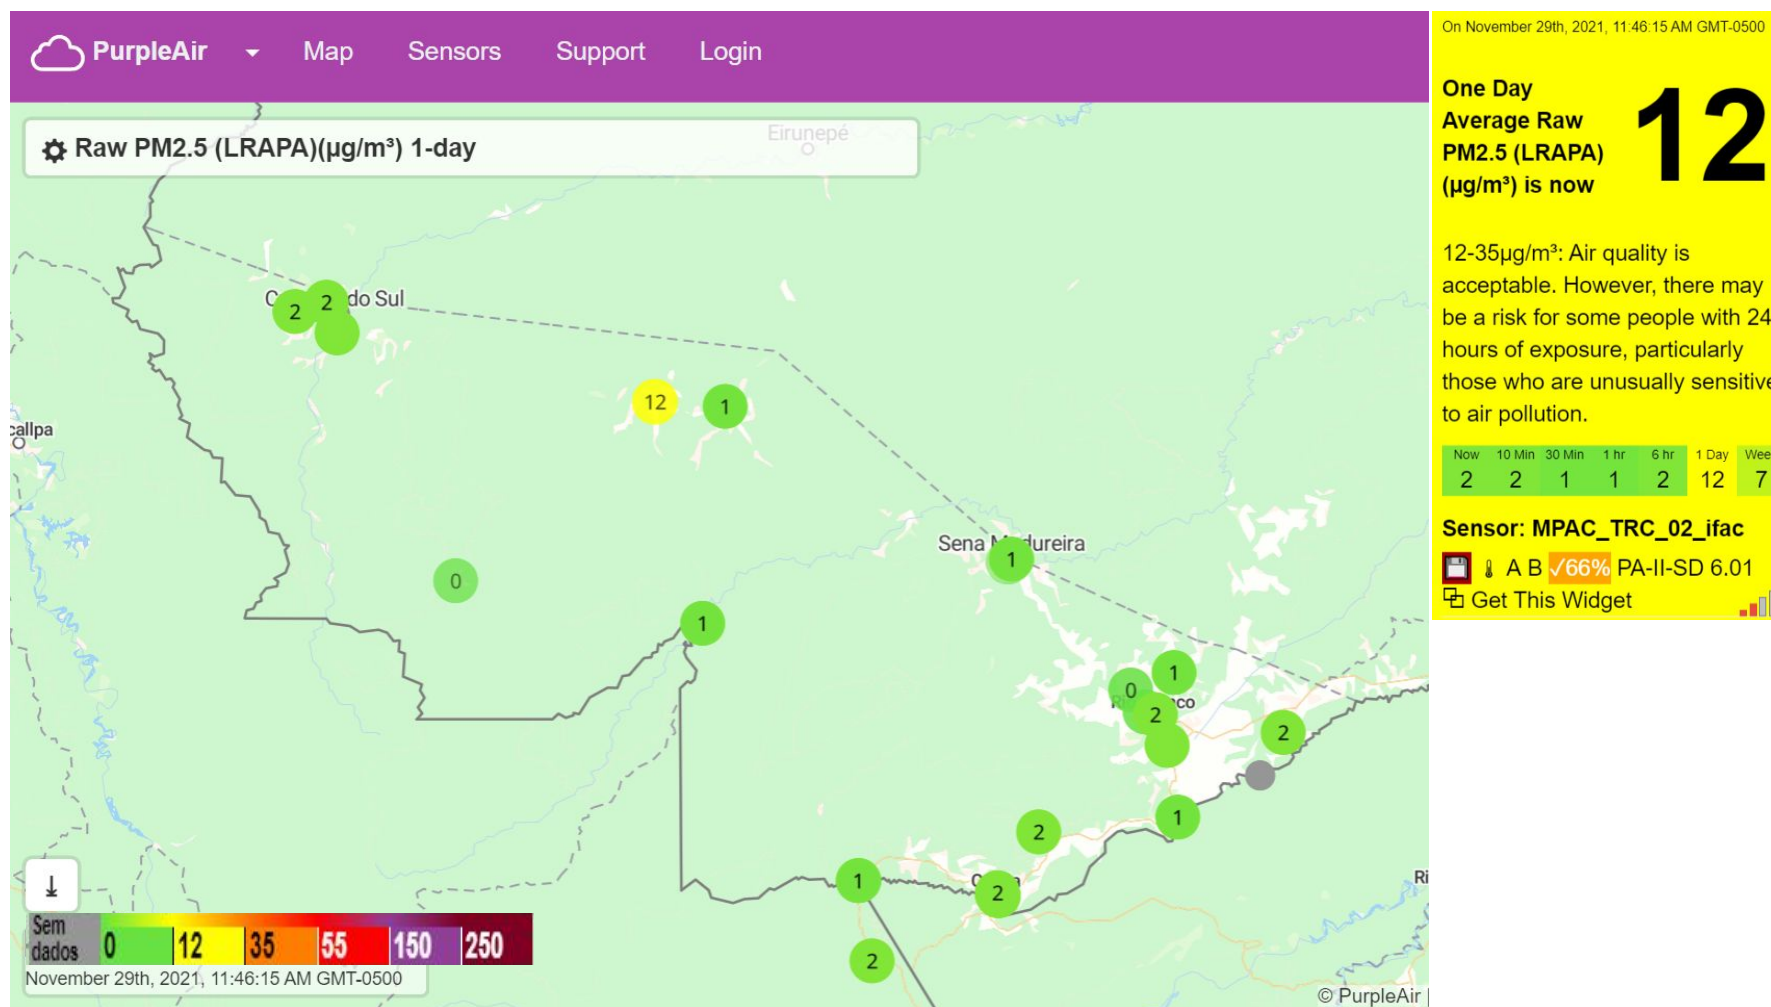 PurpleAir Map Sensors Support Login
Raw PM2.5 (LRAPA)(µg/m³) 1-day
Eirunepé
2 2 do Sul
12 1
callpa
Sena Madureira
1
0
1
1
0
2 co
2
1
2
1
2
2
Ri
Sem dados 0 12 35 55 150 250
November 29th, 2021, 11:46:15 AM GMT-0500
© PurpleAir
On November 29th, 2021, 11:46:15 AM GMT-0500
One Day
Average Raw
PM2.5 (LRAPA)
(µg/m³) is now
12
12-35µg/m³: Air quality is
acceptable. However, there may
be a risk for some people with 24
hours of exposure, particularly
those who are unusually sensitive
to air pollution.
Now 10 Min 30 Min 1 hr 6 hr 1 Day Wee
2 2 1 1 2 12 7
Sensor: MPAC_TRC_02_ifac
A B ✓66% PA-II-SD 6.01
Get This Widget